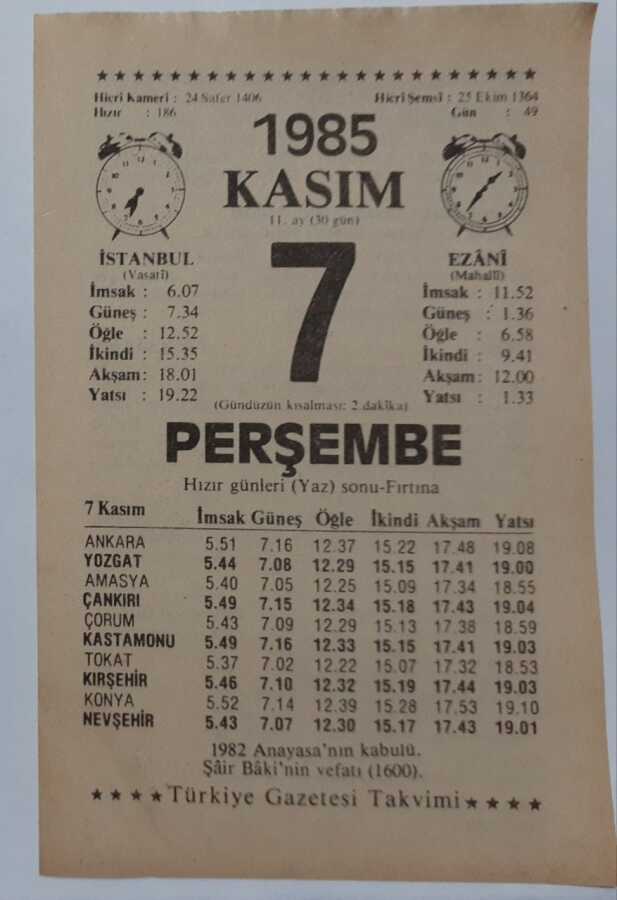 Hicri Kameri : 24 Safer 1406
Hicri Şemsi : 25 Ekim 1364
Hızır : 186
Gün : 49
1985
KASIM
11. ay (30 gün)
7
İSTANBUL
(Vasati)
İmsak : 6.07
Güneş : 7.34
Öğle : 12.52
İkindi : 15.35
Akşam : 18.01
Yatsı : 19.22
EZÂNÎ
(Mahallî)
İmsak : 11.52
Güneş : 1.36
Öğle : 6.58
İkindi : 9.41
Akşam : 12.00
Yatsı : 1.33
(Gündüzün kısalması: 2 dakika)
PERŞEMBE
Hızır günleri (Yaz) sonu-Fırtına
7 Kasım İmsak Güneş Öğle İkindi Akşam Yatsı
ANKARA 5.51 7.16 12.37 15.22 17.48 19.08
YOZGAT 5.44 7.08 12.29 15.15 17.41 19.00
AMASYA 5.40 7.05 12.25 15.09 17.34 18.55
ÇANKIRI 5.49 7.15 12.34 15.18 17.43 19.04
ÇORUM 5.43 7.09 12.29 15.13 17.38 18.59
KASTAMONU 5.49 7.16 12.33 15.15 17.41 19.03
TOKAT 5.37 7.02 12.22 15.07 17.32 18.53
KIRŞEHİR 5.46 7.10 12.32 15.19 17.44 19.03
KONYA 5.52 7.14 12.39 15.28 17.53 19.10
NEVŞEHİR 5.43 7.07 12.30 15.17 17.43 19.01
1982 Anayasa'nın kabulü.
Şâir Bâki'nin vefatı (1600).
★ ★ ★ ★ Türkiye Gazetesi Takvimi ★ ★ ★ ★